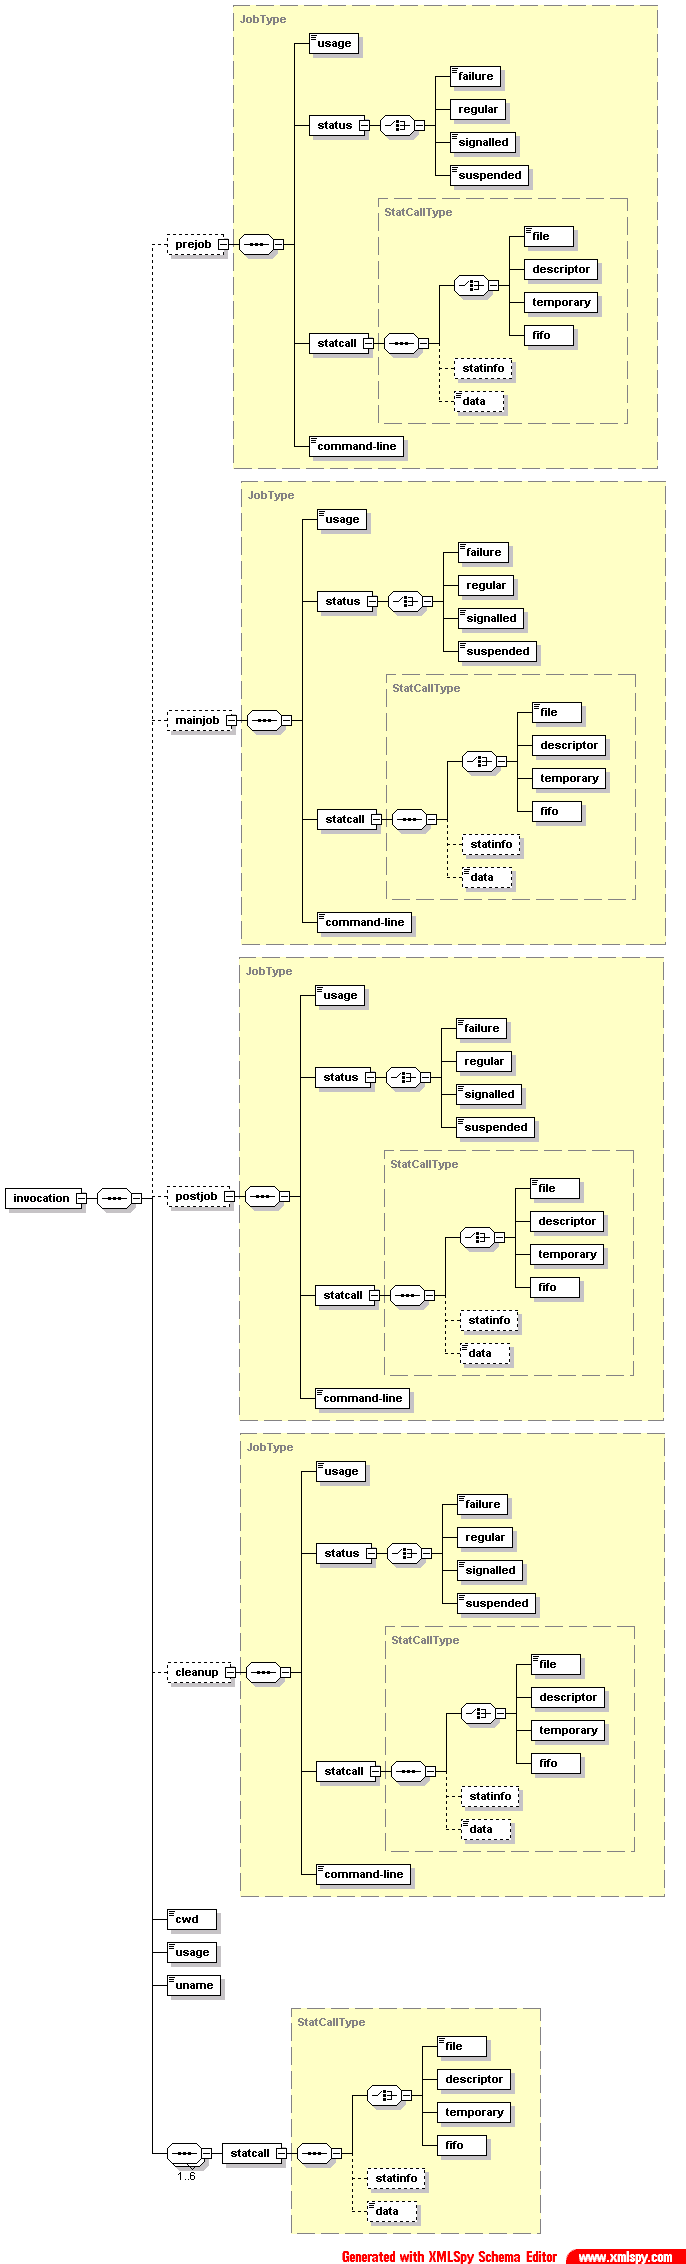 JobType
usage
failure
status
regular
signalled
suspended
StatCallType
prejob
file
descriptor
temporary
statcall
fifo
statinfo
data
command-line
JobType
usage
failure
status
regular
signalled
suspended
StatCallType
mainjob
file
descriptor
temporary
statcall
fifo
statinfo
data
command-line
JobType
usage
failure
status
regular
signalled
suspended
StatCallType
invocation
postjob
file
descriptor
temporary
statcall
fifo
statinfo
data
command-line
JobType
usage
failure
status
regular
signalled
suspended
StatCallType
cleanup
file
descriptor
temporary
statcall
fifo
statinfo
data
command-line
cwd
usage
uname
StatCallType
file
descriptor
temporary
fifo
statcall
1..6
statinfo
data
Generated with XMLSpy Schema Editor www.xmlspy.com